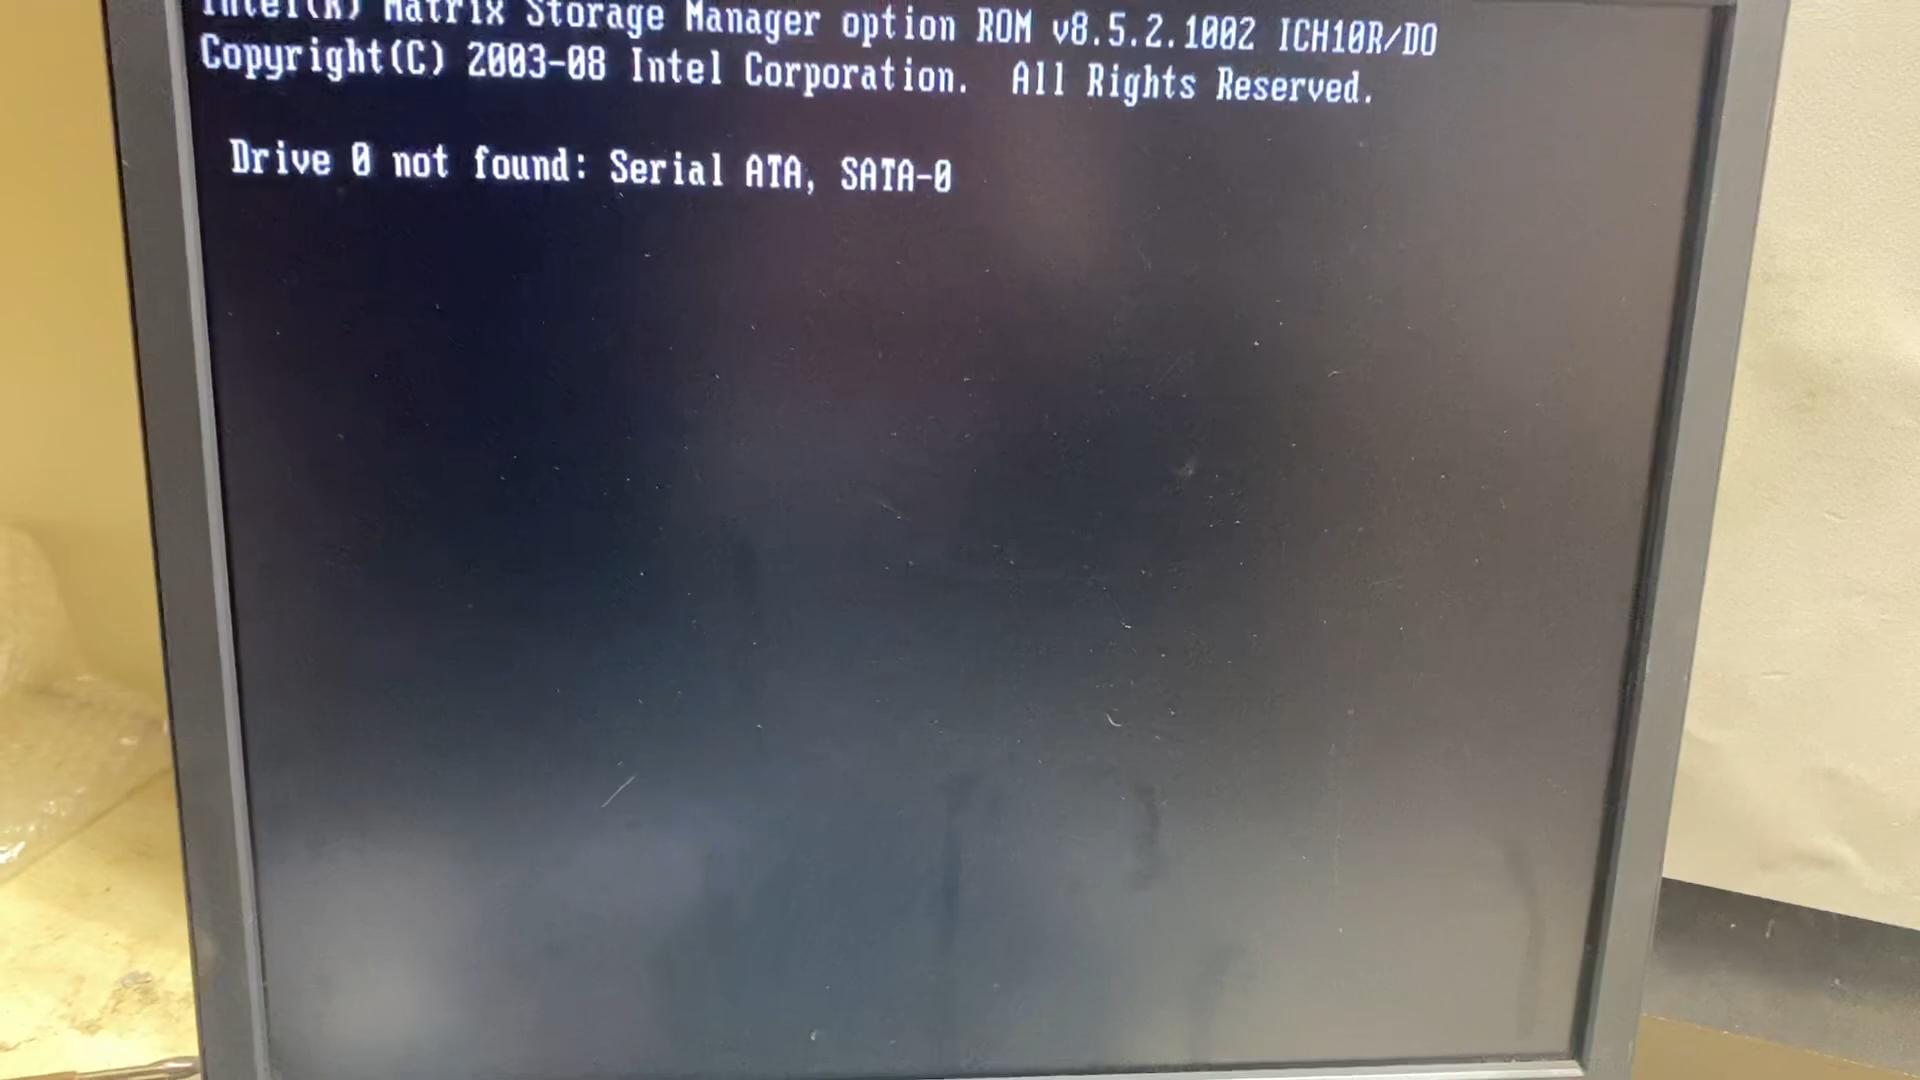 Intel(R) Matrix Storage Manager option ROM v8.5.2.1002 ICH10R/DO
Copyright(C) 2003-08 Intel Corporation. All Rights Reserved.
Drive 0 not found: Serial ATA, SATA-0